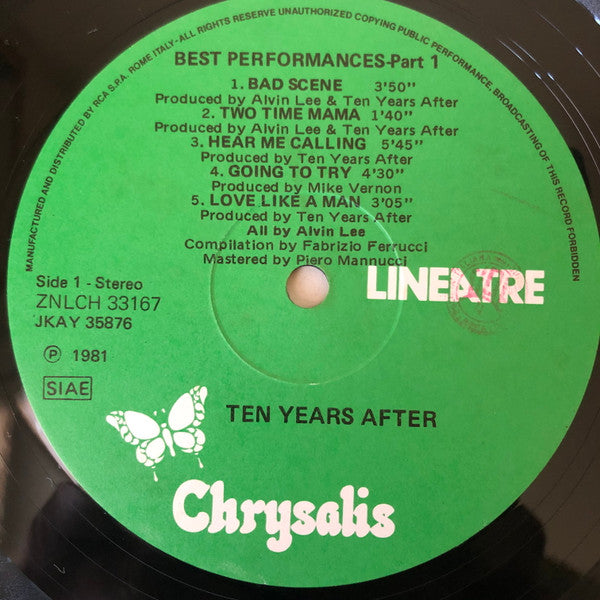 MANUFACTURED AND DISTRIBUTED BY RCA S.P.A. ROME ITALY-ALL RIGHTS RESERVE UNAUTHORIZED COPYING PUBLIC PERFORMANCE, BROADCASTING OF THIS RECORD FORBIDDEN
BEST PERFORMANCES-Part 1
1. BAD SCENE 3'50"
Produced by Alvin Lee & Ten Years After
2. TWO TIME MAMA 1'40"
Produced by Alvin Lee & Ten Years After
3. HEAR ME CALLING 5'45"
Produced by Ten Years After
4. GOING TO TRY 4'30"
Produced by Mike Vernon
5. LOVE LIKE A MAN 3'05"
Produced by Ten Years After
All by Alvin Lee
Compilation by Fabrizio Ferrucci
Mastered by Piero Mannucci
Side 1 - Stereo
ZNLCH 33167
JKAY 35876
LINEATRE
℗ 1981
SIAE
TEN YEARS AFTER
Chrysalis